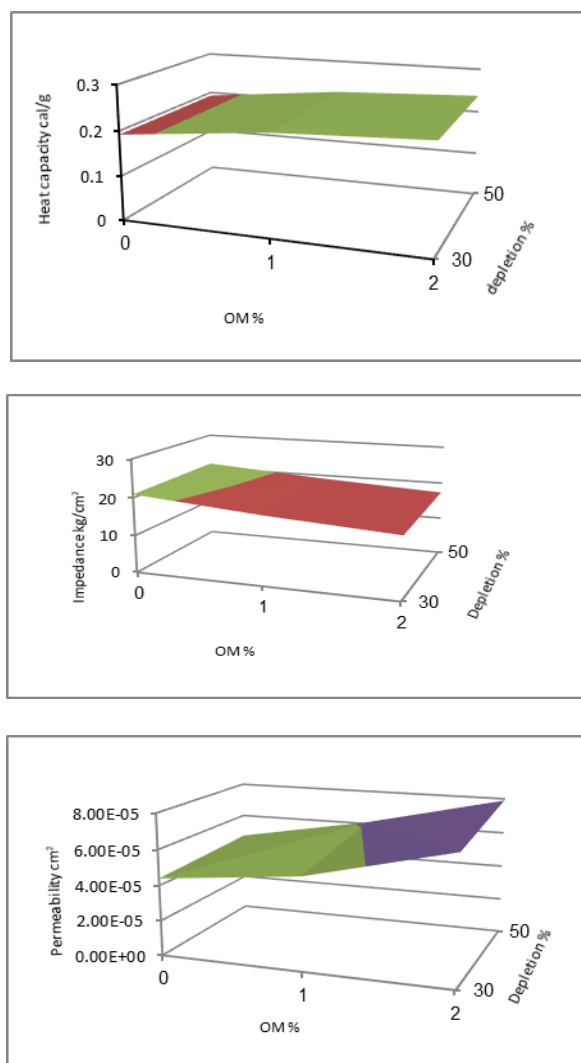 0.3
0.2
0.1
0
Heat capacity cal/g
0
1
2
30
50
depletion %
OM %
30
20
10
0
Impedance kg/cm²
0
1
2
30
50
Depletion %
OM %
8.00E-05
6.00E-05
4.00E-05
2.00E-05
0.00E+00
Permeability cm²
0
1
2
30
50
Depletion %
OM %